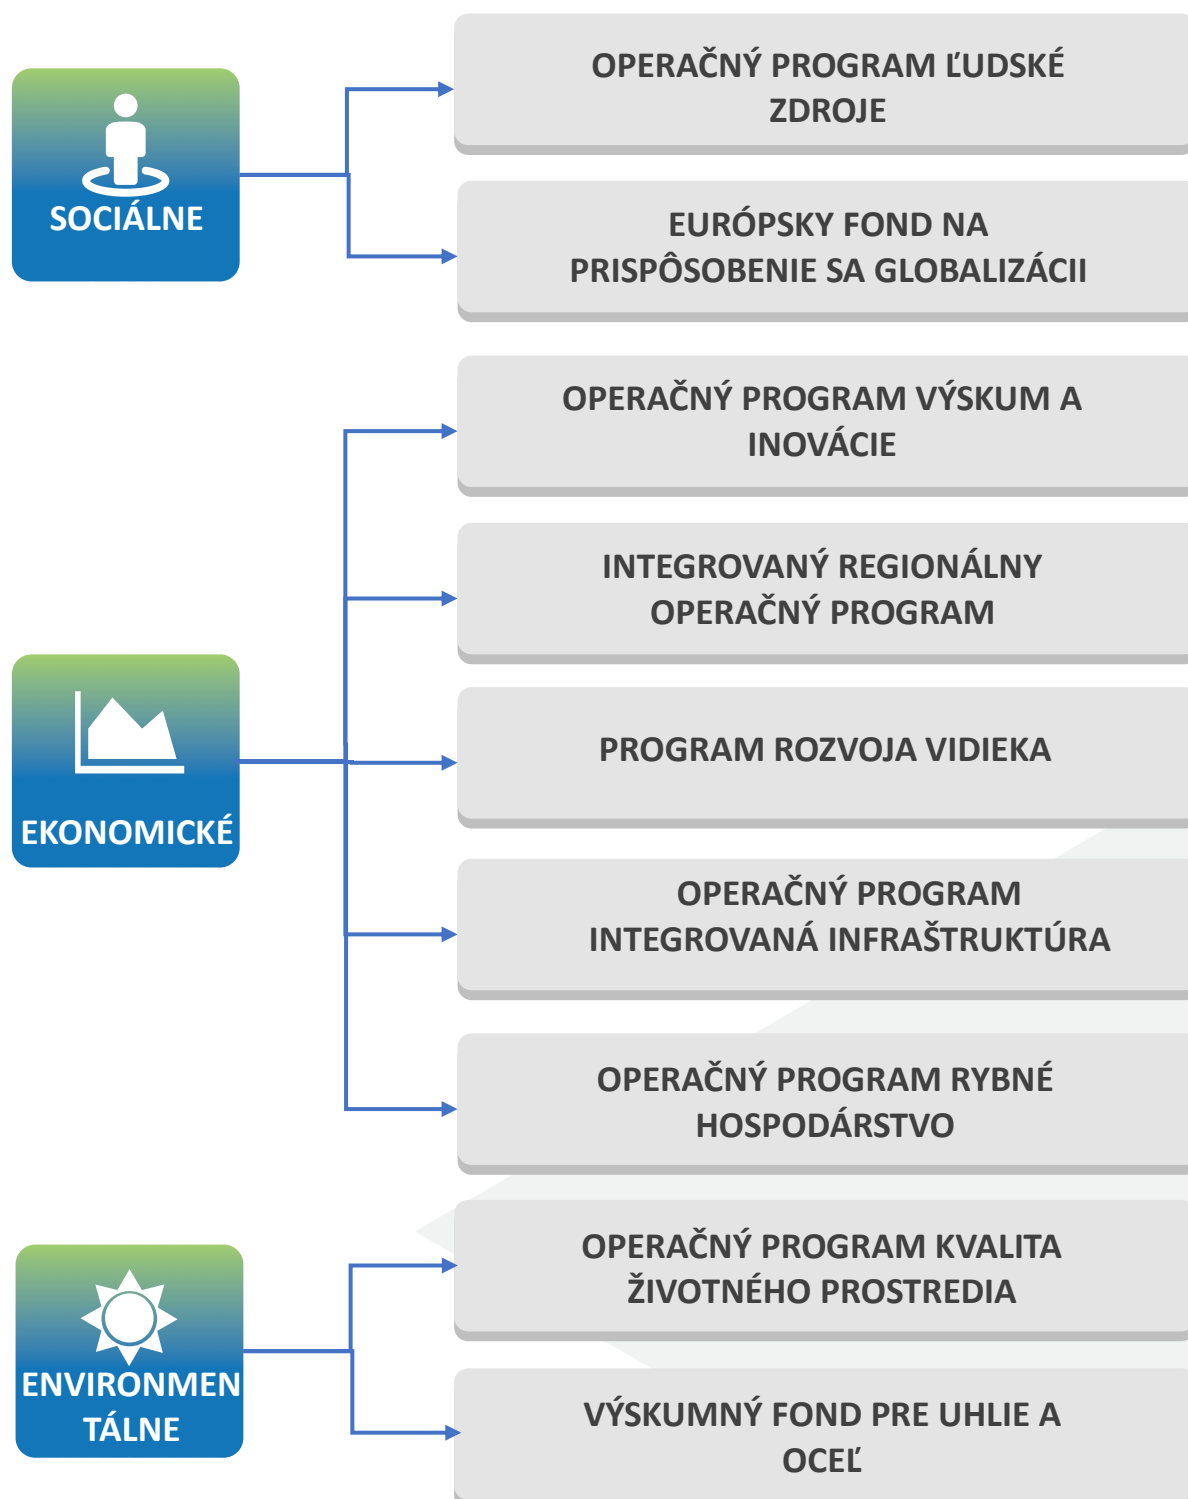 SOCIÁLNE
OPERAČNÝ PROGRAM ĽUDSKÉ
ZDROJE
EURÓPSKY FOND NA
PRISPÔSOBENIE SA GLOBALIZÁCII
EKONOMICKÉ
OPERAČNÝ PROGRAM VÝSKUM A
INOVÁCIE
INTEGROVANÝ REGIONÁLNY
OPERAČNÝ PROGRAM
PROGRAM ROZVOJA VIDIEKA
OPERAČNÝ PROGRAM
INTEGROVANÁ INFRAŠTRUKTÚRA
OPERAČNÝ PROGRAM RYBNÉ
HOSPODÁRSTVO
ENVIRONMEN
TÁLNE
OPERAČNÝ PROGRAM KVALITA
ŽIVOTNÉHO PROSTREDIA
VÝSKUMNÝ FOND PRE UHLIE A
OCEĽ